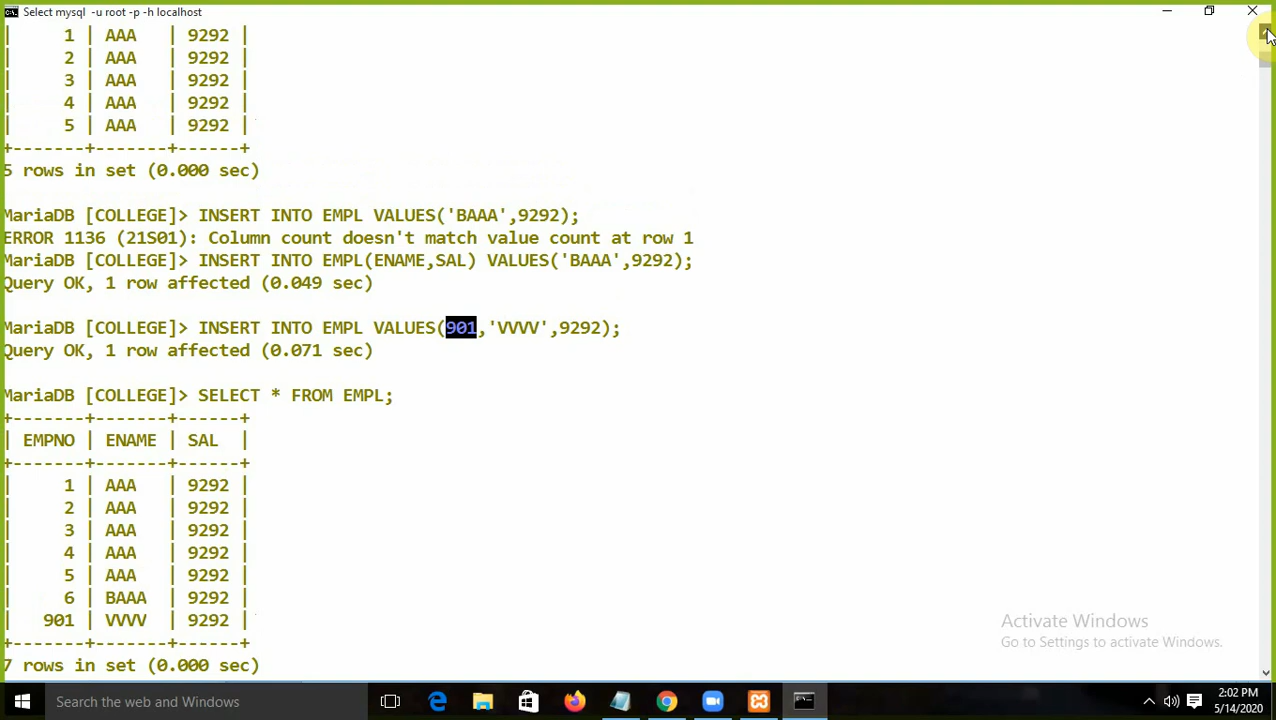 Select mysql -u root -p -h localhost
|     1 | AAA   | 9292 |
|     2 | AAA   | 9292 |
|     3 | AAA   | 9292 |
|     4 | AAA   | 9292 |
|     5 | AAA   | 9292 |
+-------+-------+------+
5 rows in set (0.000 sec)
MariaDB [COLLEGE]> INSERT INTO EMPL VALUES('BAAA',9292);
ERROR 1136 (21S01): Column count doesn't match value count at row 1
MariaDB [COLLEGE]> INSERT INTO EMPL(ENAME,SAL) VALUES('BAAA',9292);
Query OK, 1 row affected (0.049 sec)
MariaDB [COLLEGE]> INSERT INTO EMPL VALUES(901,'VVVV',9292);
Query OK, 1 row affected (0.071 sec)
MariaDB [COLLEGE]> SELECT * FROM EMPL;
+-------+-------+------+
| EMPNO | ENAME | SAL  |
+-------+-------+------+
|     1 | AAA   | 9292 |
|     2 | AAA   | 9292 |
|     3 | AAA   | 9292 |
|     4 | AAA   | 9292 |
|     5 | AAA   | 9292 |
|     6 | BAAA  | 9292 |
|   901 | VVVV  | 9292 |
+-------+-------+------+
7 rows in set (0.000 sec)
Activate Windows
Go to Settings to activate Windows.
Search the web and Windows
2:02 PM
5/14/2020